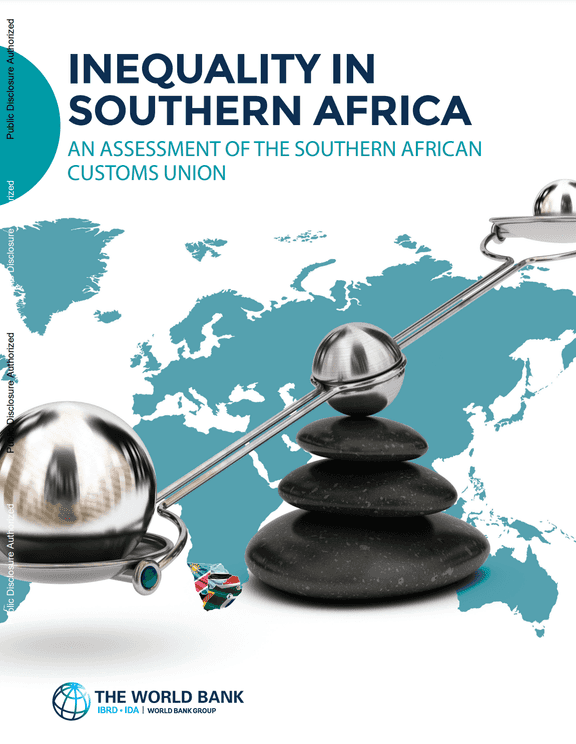 INEQUALITY IN
SOUTHERN AFRICA
AN ASSESSMENT OF THE SOUTHERN AFRICAN
CUSTOMS UNION
Public Disclosure Authorized
Public Disclosure Authorized
Public Disclosure Authorized
Public Disclosure Authorized
THE WORLD BANK
IBRD • IDA | WORLD BANK GROUP